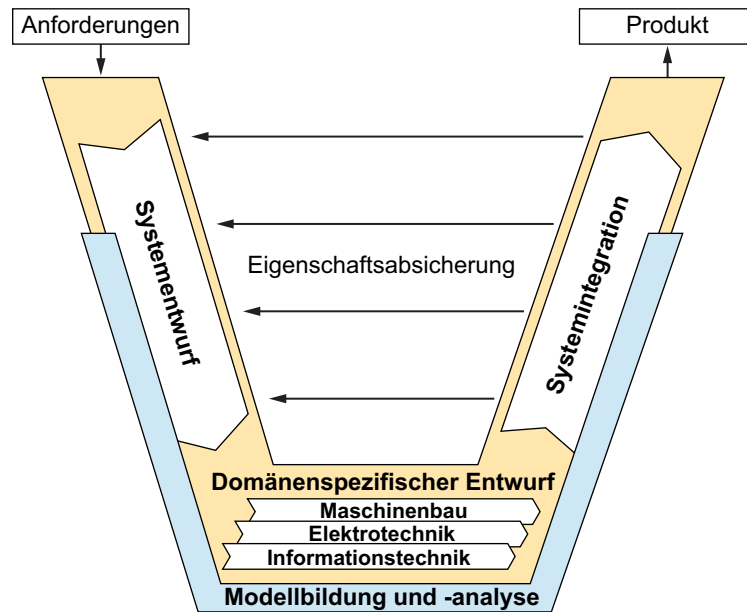 Anforderungen
Produkt
Systementwurf
Eigenschaftsabsicherung
Systemintegration
Domänenspezifischer Entwurf
Maschinenbau
Elektrotechnik
Informationstechnik
Modellbildung und -analyse